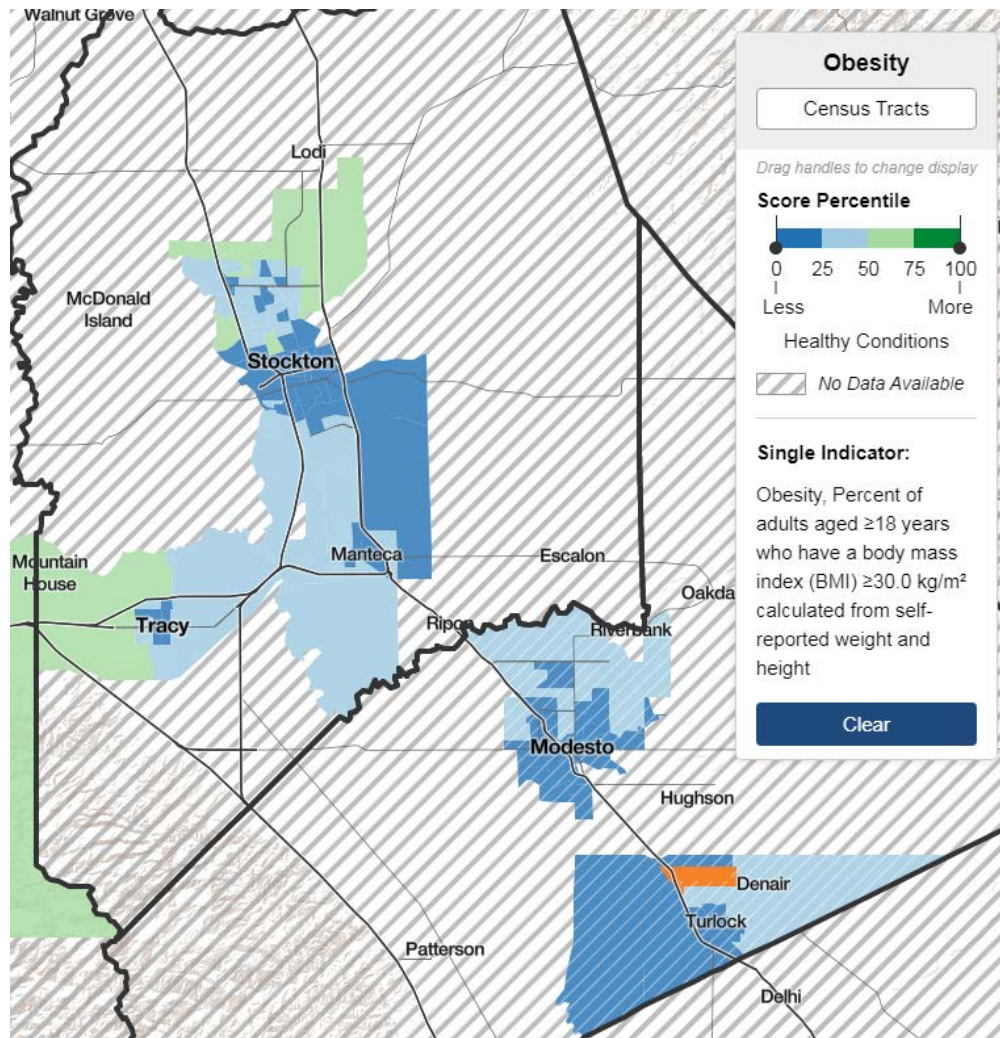 Walnut Grove
Lodi
McDonald
Island
Stockton
Mountain
House
Manteca
Escalon
Oakda
Tracy
Ripon
Riverbank
Modesto
Hughson
Denair
Turlock
Patterson
Delhi
Obesity
Census Tracts
Drag handles to change display
Score Percentile
0 25 50 75 100
Less More
Healthy Conditions
No Data Available
Single Indicator:
Obesity, Percent of
adults aged ≥18 years
who have a body mass
index (BMI) ≥30.0 kg/m²
calculated from self-
reported weight and
height
Clear